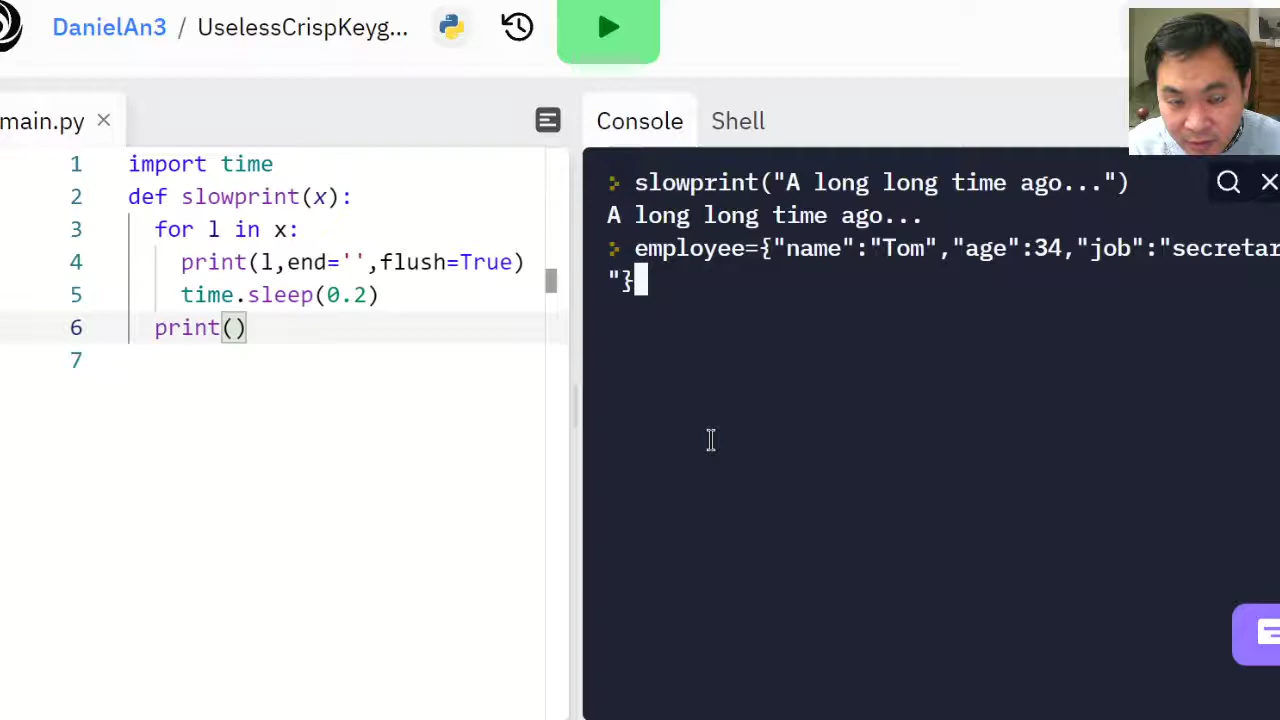 DanielAn3 / UselessCrispKeyg...
main.py
Console Shell
1 import time
2 def slowprint(x):
3 for l in x:
4 print(l,end='',flush=True)
5 time.sleep(0.2)
6 print()
7
slowprint("A long long time ago...")
A long long time ago...
employee={"name":"Tom","age":34,"job":"secretar
"}